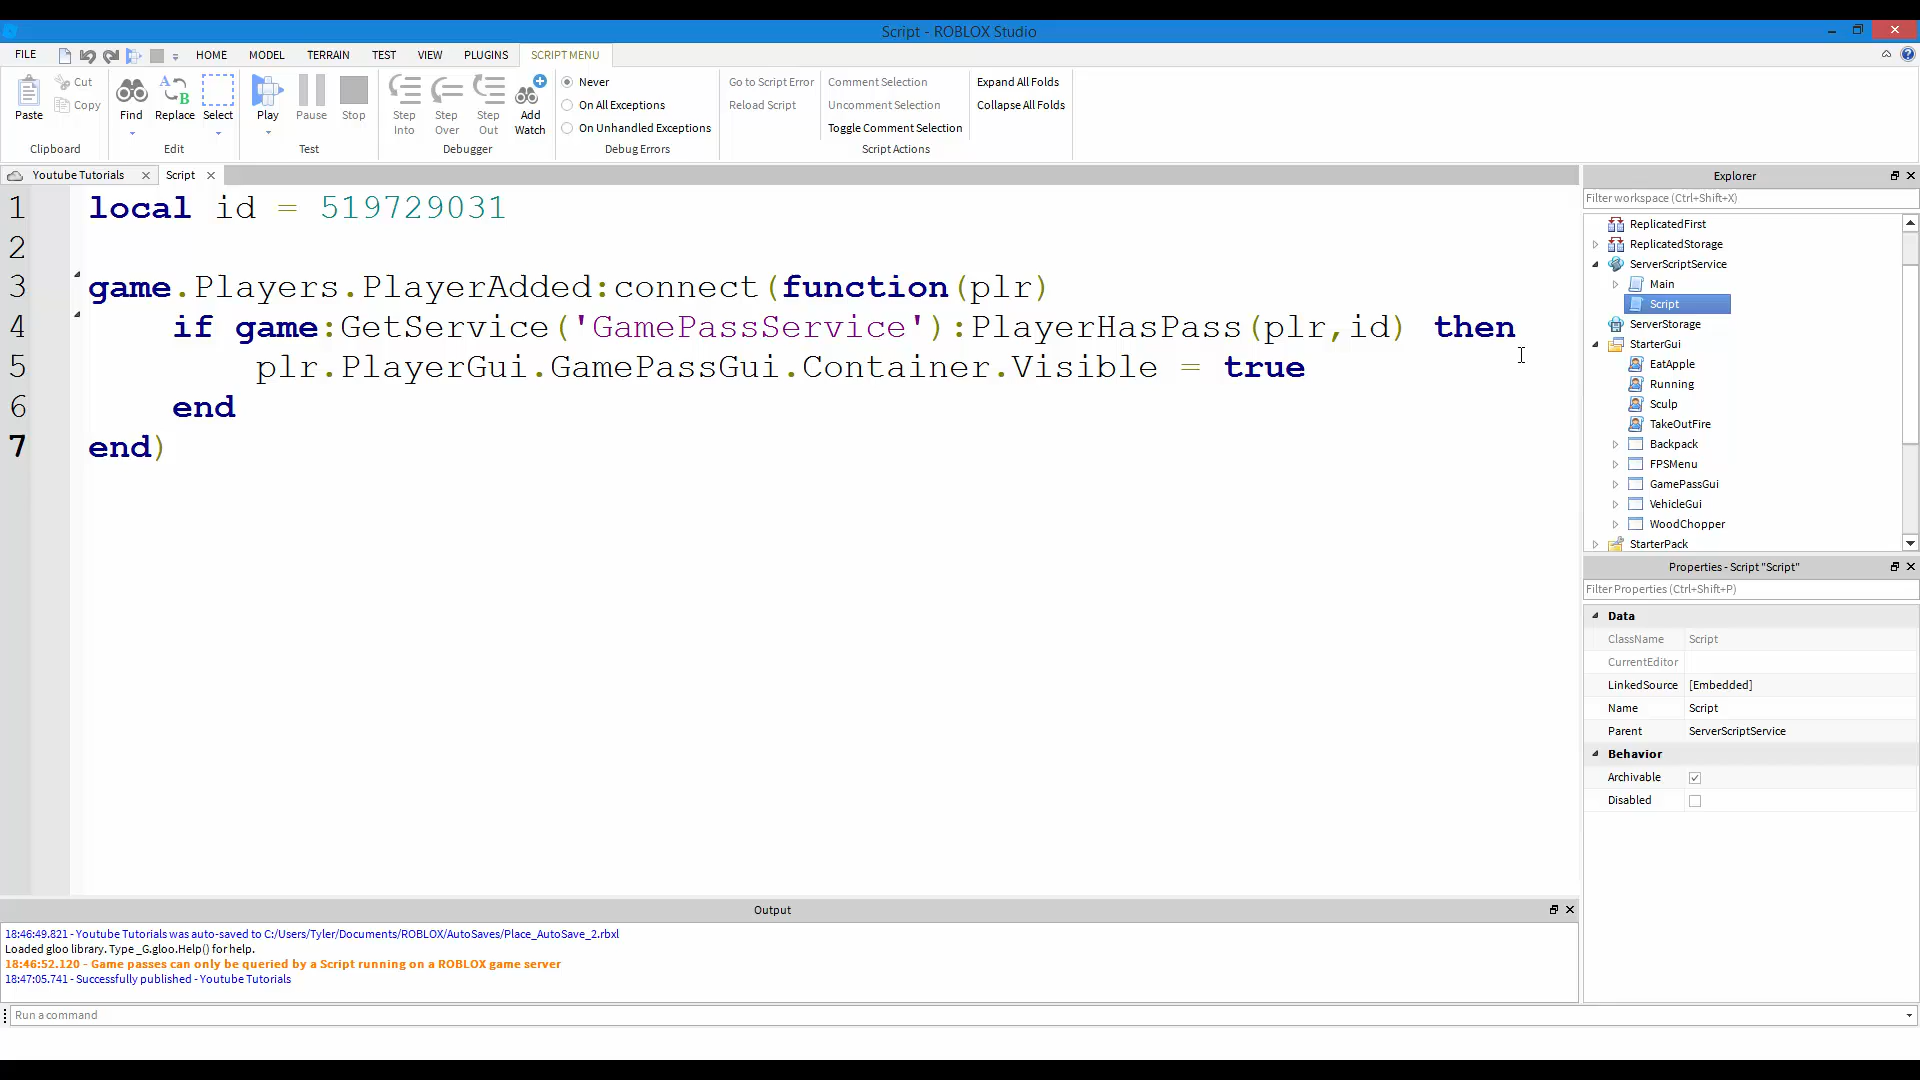 Script - ROBLOX Studio
FILE HOME MODEL TERRAIN TEST VIEW PLUGINS SCRIPT MENU
Paste
Cut
Copy
Clipboard
Find
Replace
Select
Edit
Play
Pause
Stop
Test
Step Into
Step Over
Step Out
Add Watch
Debugger
Never
On All Exceptions
On Unhandled Exceptions
Debug Errors
Go to Script Error
Reload Script
Comment Selection
Uncomment Selection
Toggle Comment Selection
Script Actions
Expand All Folds
Collapse All Folds
Youtube Tutorials
Script
1 local id = 519729031
2
3 game.Players.PlayerAdded:connect(function(plr)
4 if game:GetService('GamePassService'):PlayerHasPass(plr,id) then
5 plr.PlayerGui.GamePassGui.Container.Visible = true
6 end
7 end)
Explorer
Filter workspace (Ctrl+Shift+X)
ReplicatedFirst
ReplicatedStorage
ServerScriptService
Main
Script
ServerStorage
StarterGui
EatApple
Running
Sculp
TakeOutFire
Backpack
FPSMenu
GamePassGui
VehicleGui
WoodChopper
StarterPack
Properties - Script "Script"
Filter Properties (Ctrl+Shift+P)
Data
ClassName Script
CurrentEditor
LinkedSource [Embedded]
Name Script
Parent ServerScriptService
Behavior
Archivable
Disabled
Output
18:46:49.821 - Youtube Tutorials was auto-saved to C:/Users/Tyler/Documents/ROBLOX/AutoSaves/Place_AutoSave_2.rbxl
Loaded gloo library. Type _G.gloo.Help() for help.
18:46:52.120 - Game passes can only be queried by a Script running on a ROBLOX game server
18:47:05.741 - Successfully published - Youtube Tutorials
Run a command